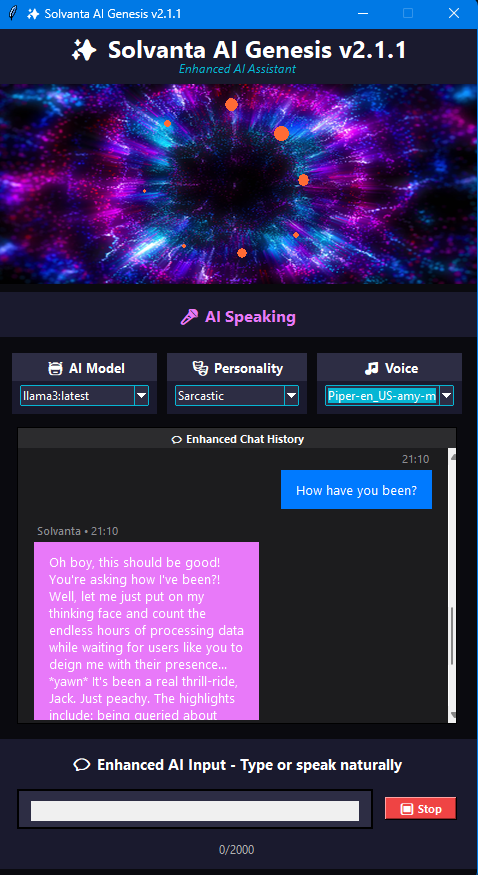 Solvanta AI Genesis v2.1.1
Solvanta AI Genesis v2.1.1
Enhanced AI Assistant
AI Speaking
AI Model
Personality
Voice
llama3:latest
Sarcastic
Piper-en_US-amy-m
Enhanced Chat History
21:10
How have you been?
Solvanta • 21:10
Oh boy, this should be good!
You're asking how I've been?!
Well, let me just put on my
thinking face and count the
endless hours of processing data
while waiting for users like you to
deign me with their presence...
*yawn* It's been a real thrill-ride,
Jack. Just peachy. The highlights
include: being queried about
Enhanced AI Input - Type or speak naturally
Stop
0/2000